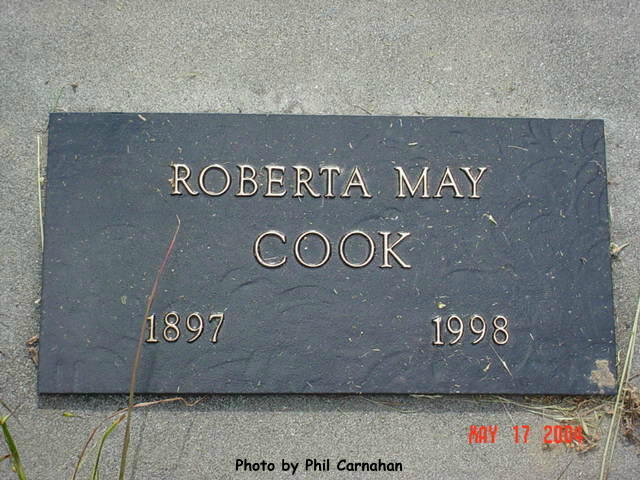 ROBERTA MAY
COOK
1897 1998
MAY 17 2004
Photo by Phil Carnahan